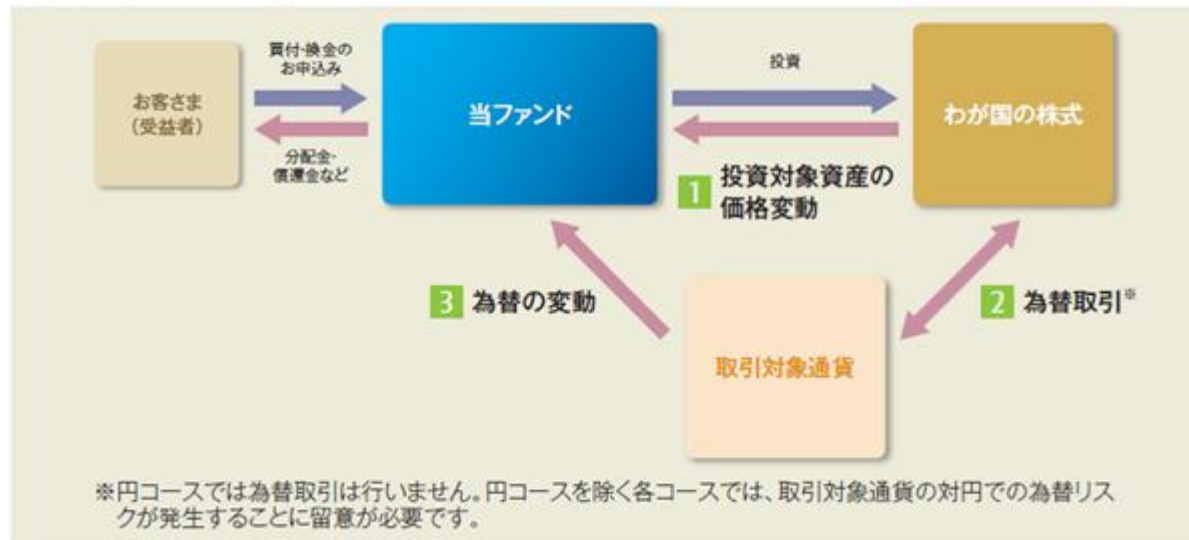 買付・換金の
お申込み
お客さま
(受益者)
分配金・
償還金など
当ファンド
投資
わが国の株式
1 投資対象資産の
価格変動
3 為替の変動
2 為替取引※
取引対象通貨
※円コースでは為替取引は行いません。円コースを除く各コースでは、取引対象通貨の対円での為替リス
クが発生することに留意が必要です。